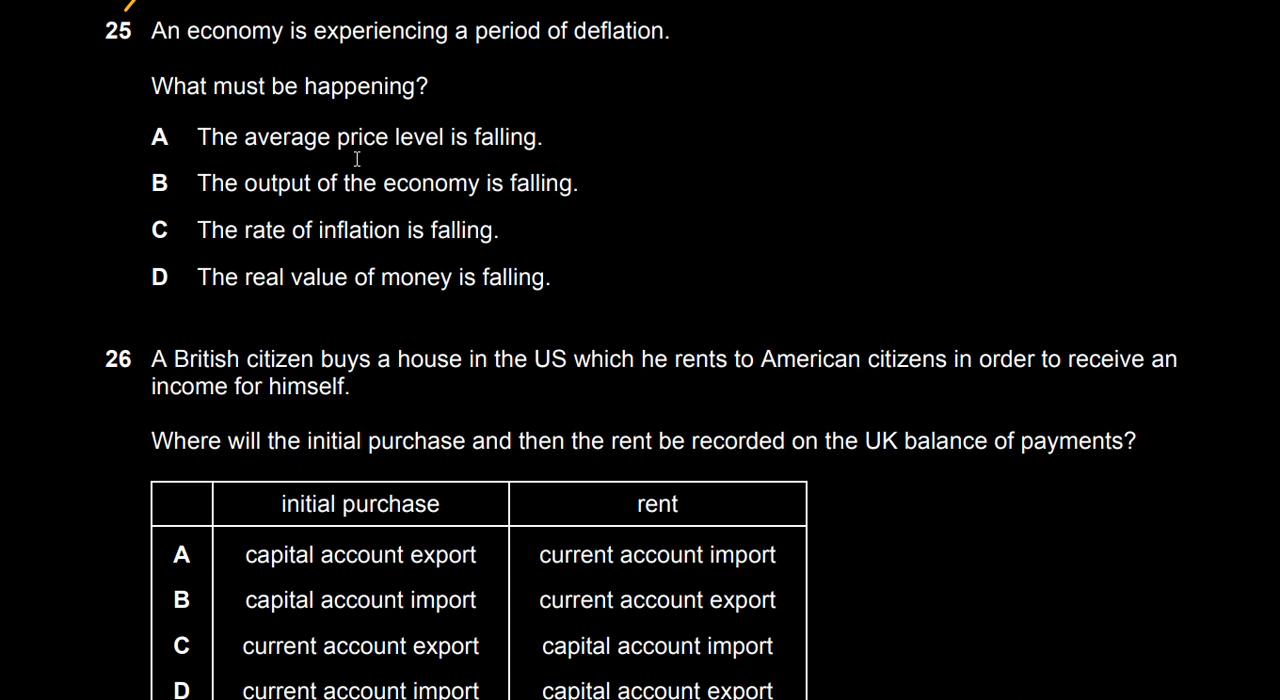 25 An economy is experiencing a period of deflation.
What must be happening?
A The average price level is falling.
B The output of the economy is falling.
C The rate of inflation is falling.
D The real value of money is falling.
26 A British citizen buys a house in the US which he rents to American citizens in order to receive an
income for himself.
Where will the initial purchase and then the rent be recorded on the UK balance of payments?
initial purchase rent
A capital account export current account import
B capital account import current account export
C current account export capital account import
D current account import capital account export